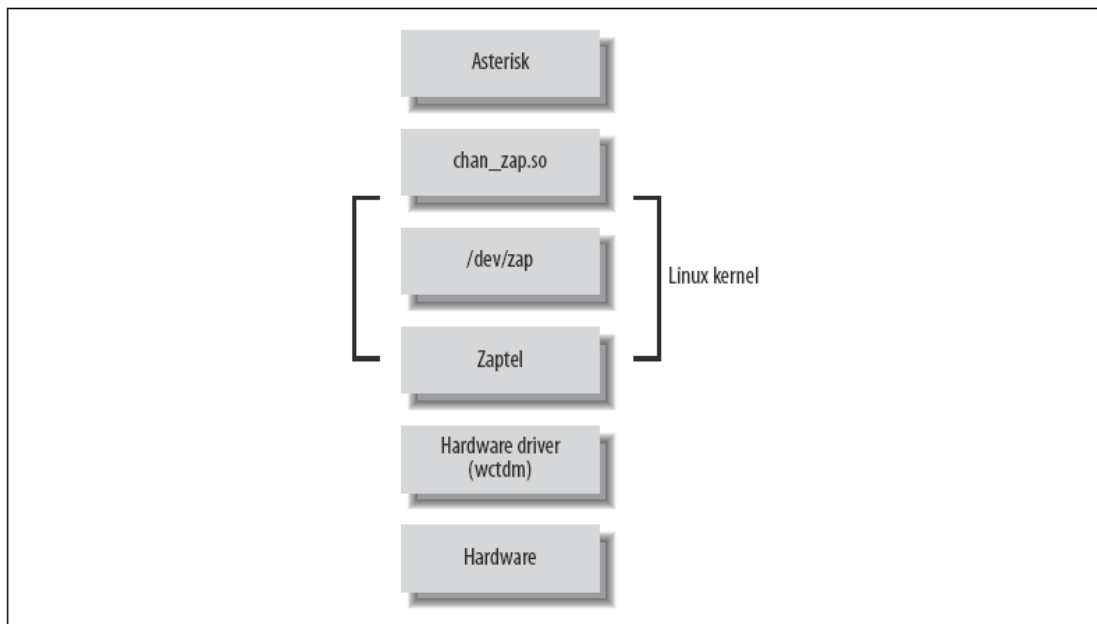 Asterisk
chan_zap.so
/dev/zap
Linux kernel
Zaptel
Hardware driver
(wctdm)
Hardware